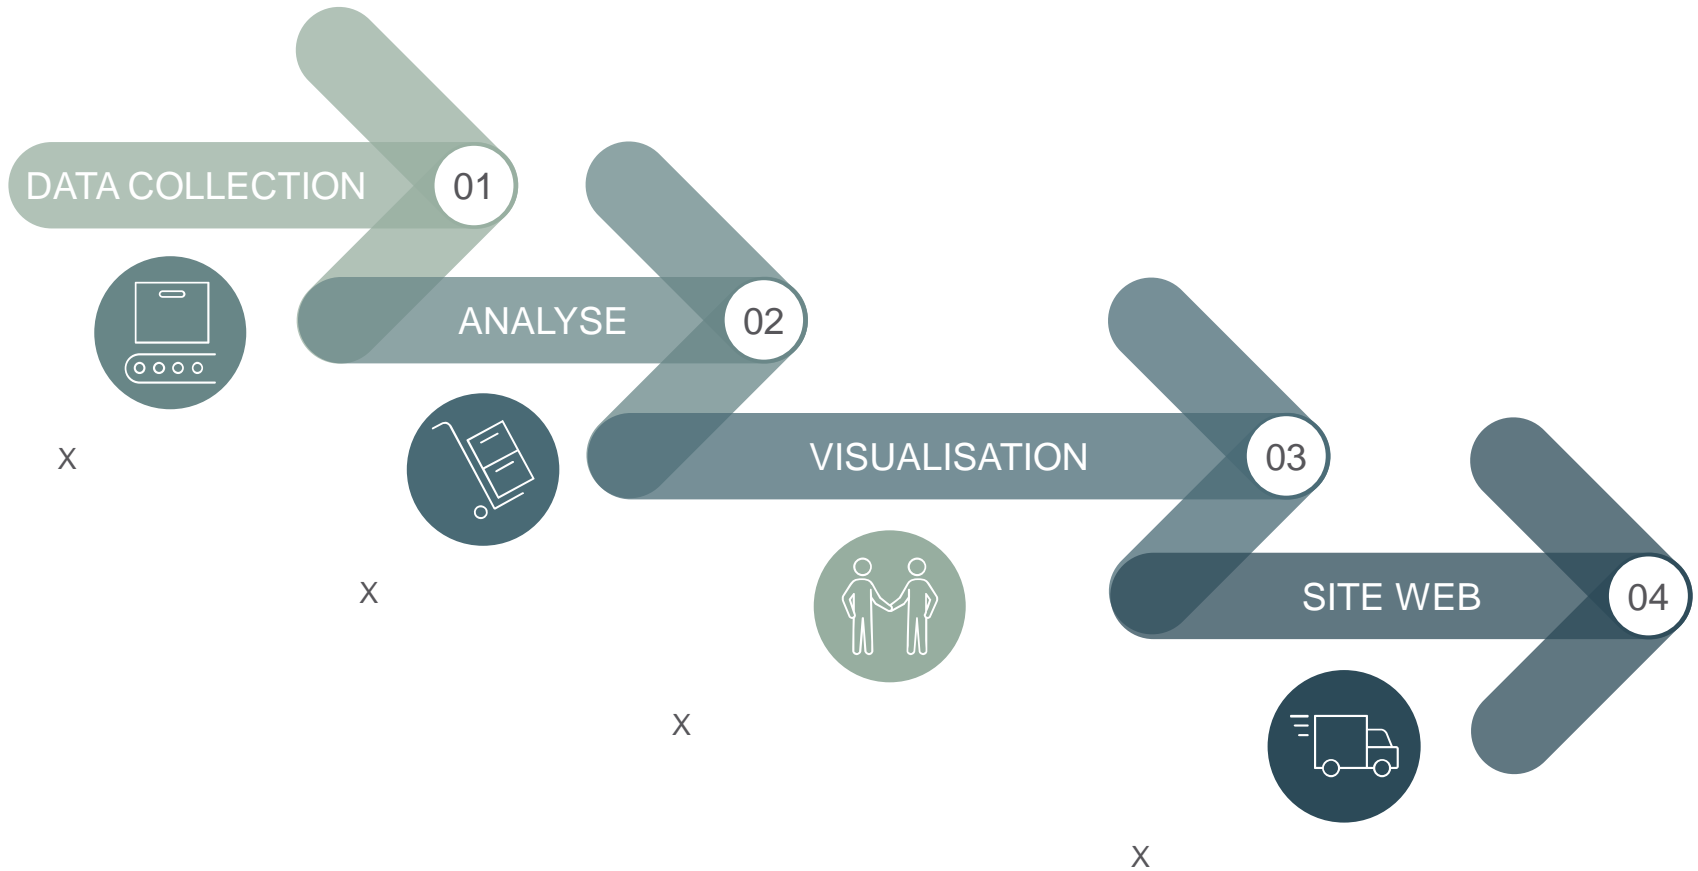 DATA COLLECTION 01
ANALYSE 02
X
VISUALISATION 03
X
SITE WEB 04
X
X